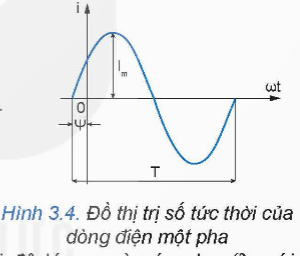 i
Iₘ
ωt
0
Ψ
T
Hình 3.4. Đồ thị trị số tức thời của
dòng điện một pha